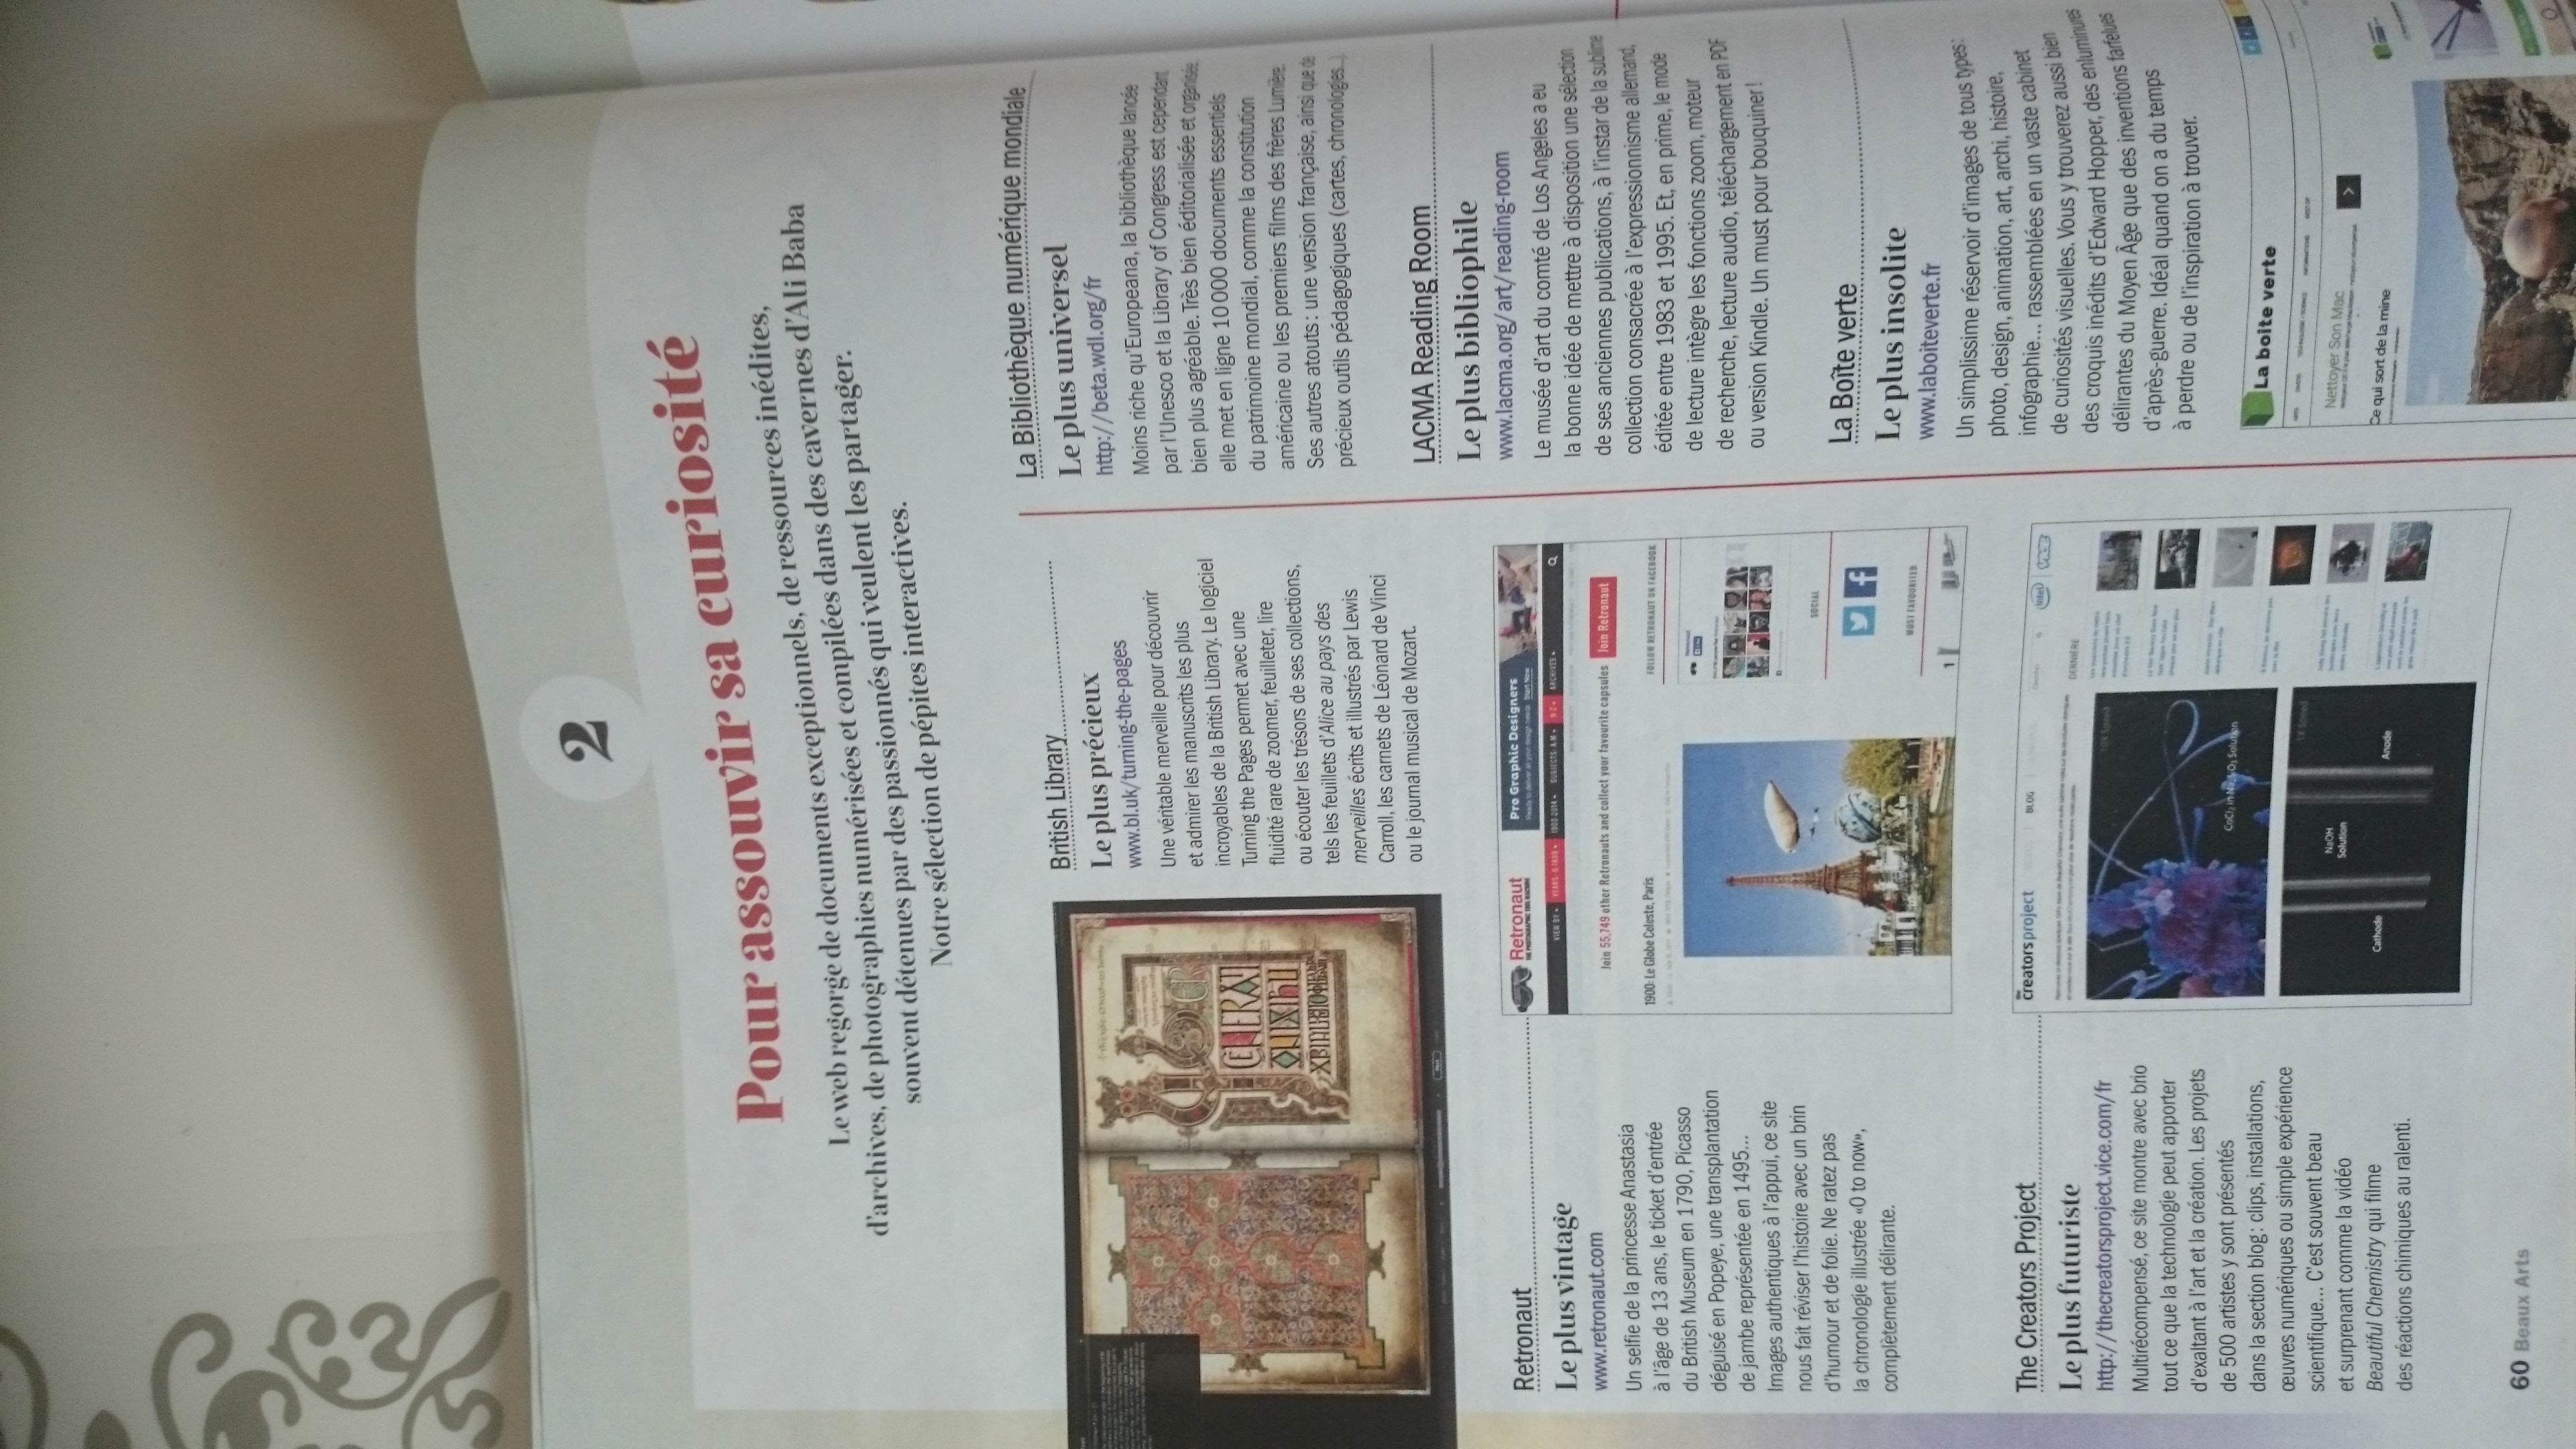 2
Pour assouvir sa curiosité
Le web regorge de documents exceptionnels, de ressources inédites,
d'archives, de photographies numérisées et compilées dans des cavernes d'Ali Baba
souvent détenues par des passionnés qui veulent les partager.
Notre sélection de pépites interactives.
British Library
Le plus précieux
www.bl.uk/turning-the-pages
Une véritable merveille pour découvrir
et admirer les manuscrits les plus
incroyables de la British Library. Le logiciel
Turning the Pages permet avec une
fluidité rare de zoomer, feuilleter, lire
ou écouter les trésors de ses collections,
tels les feuillets d'Alice au pays des
merveilles écrits et illustrés par Lewis
Carroll, les carnets de Léonard de Vinci
ou le journal musical de Mozart.
Retronaut
Le plus vintage
www.retronaut.com
Un selfie de la princesse Anastasia
à l'âge de 13 ans, le ticket d'entrée
du British Museum en 1790, Picasso
déguisé en Popeye, une transplantation
de jambe représentée en 1495...
Images authentiques à l'appui, ce site
nous fait réviser l'histoire avec un brin
d'humour et de folie. Ne ratez pas
la chronologie illustrée «0 to now»,
complètement délirante.
Retronaut
THE PHOTOGRAPHIC TIME MACHINE
Pro Graphic Designers
Ready to deliver all your design needs Start Now
VIEW BY YEARS: 0-1899 1900-2014 SUBJECTS: A-M N-Z ARCHIVES
Join 55,749 other Retronauts and collect your favourite capsules Join Retronaut
1900: Le Globe Celeste, Paris
FOLLOW RETRONAUT ON FACEBOOK
Retronaut
SOCIAL
MOST FAVOURITED
1
The Creators Project
Le plus futuriste
http://thecreatorsproject.vice.com/fr
Multirécompensé, ce site montre avec brio
tout ce que la technologie peut apporter
d'exaltant à l'art et la création. Les projets
de 500 artistes y sont présentés
dans la section blog : clips, installations,
œuvres numériques ou simple expérience
scientifique... C'est souvent beau
et surprenant comme la vidéo
Beautiful Chemistry qui filme
des réactions chimiques au ralenti.
the
creators project
BLOG
intel VICE
DERNIÈRE
10X Speed
CoCl2 in Na2SiO3 Solution
1X Speed
NaOH
Solution
Cathode
Anode
60 Beaux Arts
La Bibliothèque numérique mondiale
Le plus universel
http://beta.wdl.org/fr
Moins riche qu'Europeana, la bibliothèque lancée
par l'Unesco et la Library of Congress est cependant
bien plus agréable. Très bien éditorialisée et organisée,
elle met en ligne 10 000 documents essentiels
du patrimoine mondial, comme la constitution
américaine ou les premiers films des frères Lumière.
Ses autres atouts : une version française, ainsi que de
précieux outils pédagogiques (cartes, chronologies...).
LACMA Reading Room
Le plus bibliophile
www.lacma.org/art/reading-room
Le musée d'art du comté de Los Angeles a eu
la bonne idée de mettre à disposition une sélection
de ses anciennes publications, à l'instar de la sublime
collection consacrée à l'expressionnisme allemand,
éditée entre 1983 et 1995. Et, en prime, le mode
de lecture intègre les fonctions zoom, moteur
de recherche, lecture audio, téléchargement en PDF
ou version Kindle. Un must pour bouquiner !
La Boîte verte
Le plus insolite
www.laboiteverte.fr
Un simplissime réservoir d'images de tous types :
photo, design, animation, art, archi, histoire,
infographie... rassemblées en un vaste cabinet
de curiosités visuelles. Vous y trouverez aussi bien
des croquis inédits d'Edward Hopper, des enluminures
délirantes du Moyen Âge que des inventions farfelues
d'après-guerre. Idéal quand on a du temps
à perdre ou de l'inspiration à trouver.
La boite verte
Nettoyer Son Mac
Ce qui sort de la mine